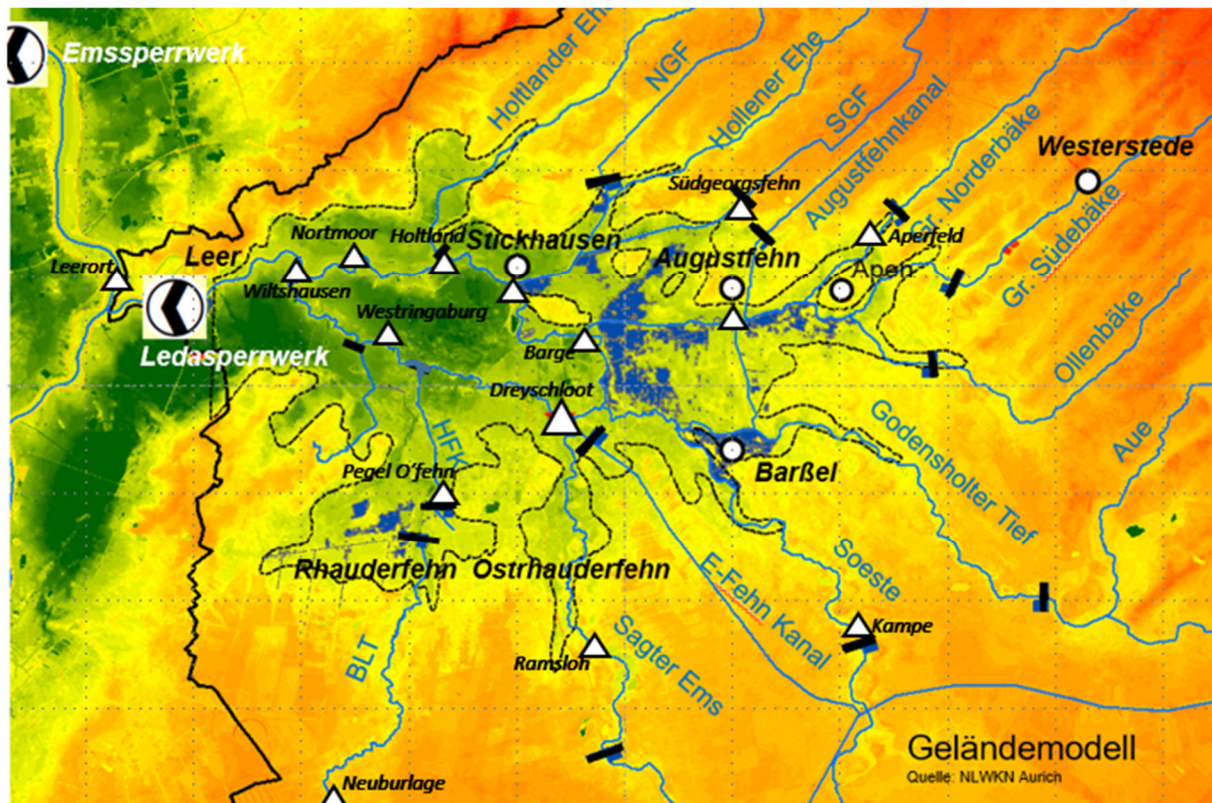 Emssperrwerk
Holtlander Ehe
NGF
Hollener Ehe
SGF
Augustfehnkanal
Gr. Norderbäke
Westerstede
Südgeorgsfehn
Gr. Südebäke
Aperfeld
Leerort
Leer
Nortmoor
Holtland
Stickhausen
Augustfehn
Apen
Wiltshausen
Westringaburg
Ollenbäke
Ledasperrwerk
Barge
Dreyschloot
HFK
Godensholter Tief
Aue
Pegel O'fehn
Barßel
Rhauderfehn
Ostrhauderfehn
E-Fehn Kanal
Soeste
Kampe
BLT
Ramsloh
Sagter Ems
Geländemodell
Quelle: NLWKN Aurich
Neuburlage